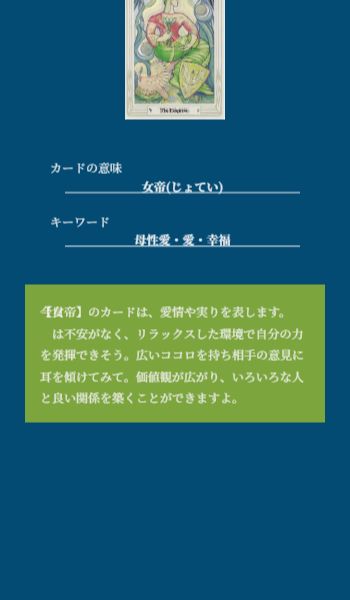 The Empress
カードの意味
女帝(じょてい)
キーワード
母性愛・愛・幸福
【女帝】のカードは、愛情や実りを表します。
は不安がなく、リラックスした環境で自分の力
を発揮できそう。広いココロを持ち相手の意見に
耳を傾けてみて。価値観が広がり、いろいろな人
と良い関係を築くことができますよ。